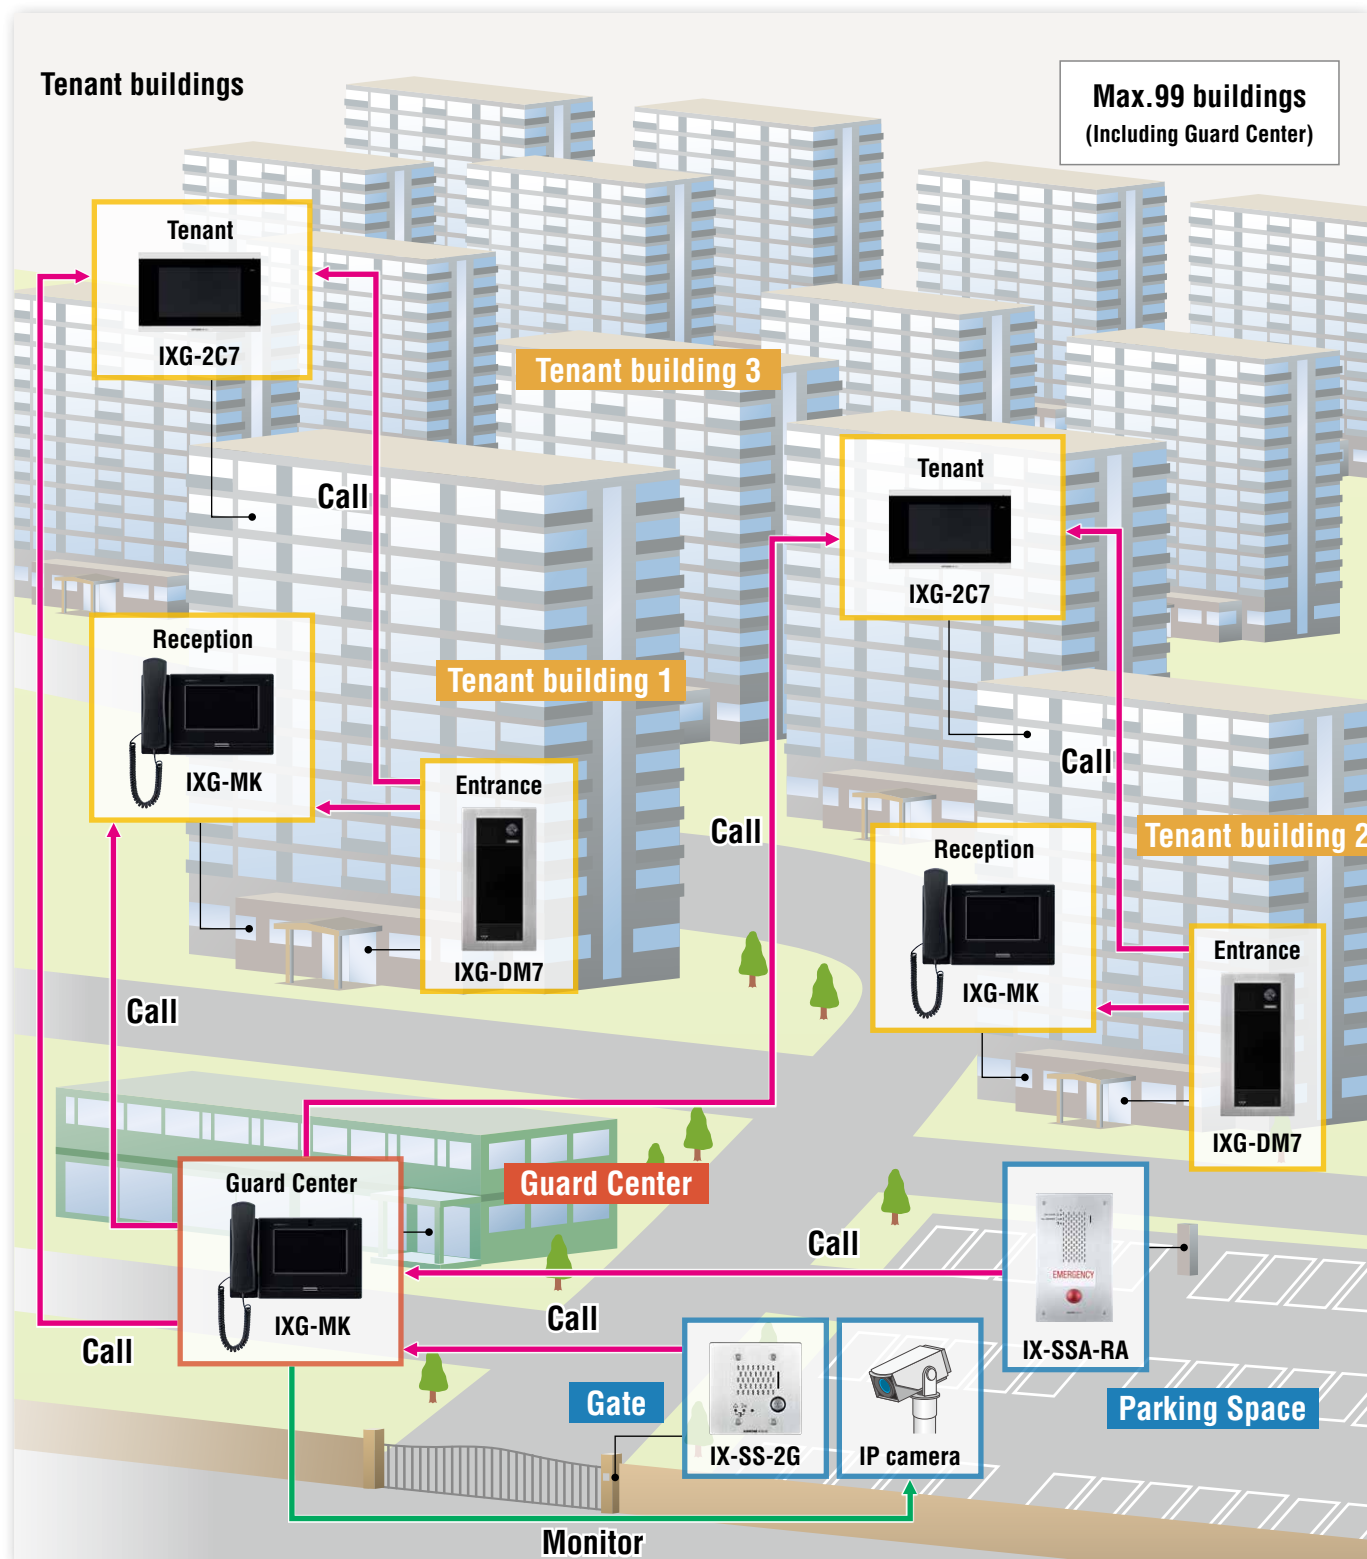 Tenant buildings
Max.99 buildings
(Including Guard Center)
Tenant
IXG-2C7
Tenant building 3
Tenant
IXG-2C7
Call
Reception
IXG-MK
Tenant building 1
Call
Entrance
IXG-DM7
Call
Reception
IXG-MK
Tenant building 2
Entrance
IXG-DM7
Call
Guard Center
IXG-MK
Guard Center
Call
EMERGENCY
IX-SSA-RA
Call
Call
Gate
IX-SS-2G
IP camera
Parking Space
Monitor